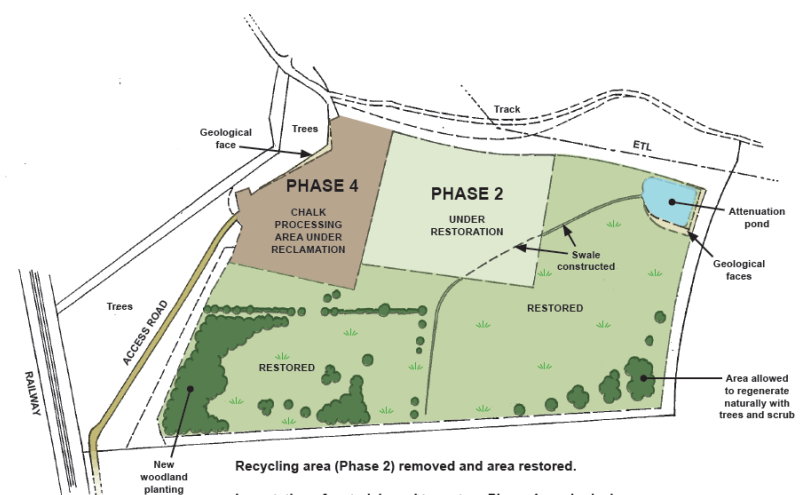 Track
ETL
Trees
Geological
face
PHASE 4
CHALK
PROCESSING
AREA UNDER
RECLAMATION
PHASE 2
UNDER
RESTORATION
Attenuation
pond
Swale
constructed
Geological
faces
Trees
ACCESS ROAD
RESTORED
RESTORED
RAILWAY
Area allowed
to regenerate
naturally with
trees and scrub
New
woodland
planting
Recycling area (Phase 2) removed and area restored.